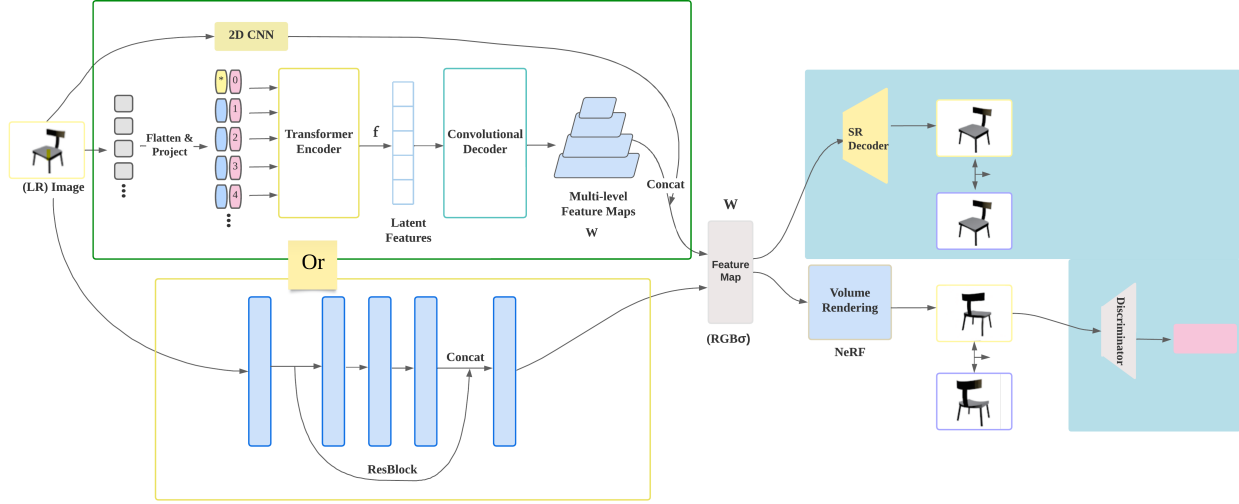 2D CNN
* 0
1
2
3
4
Flatten &
Project
Transformer
Encoder
f
Latent
Features
Convolutional
Decoder
Multi-level
Feature Maps
W
Concat
(LR) Image
Or
Concat
ResBlock
W
Feature
Map
(RGBσ)
SR
Decoder
Volume
Rendering
NeRF
Discriminator